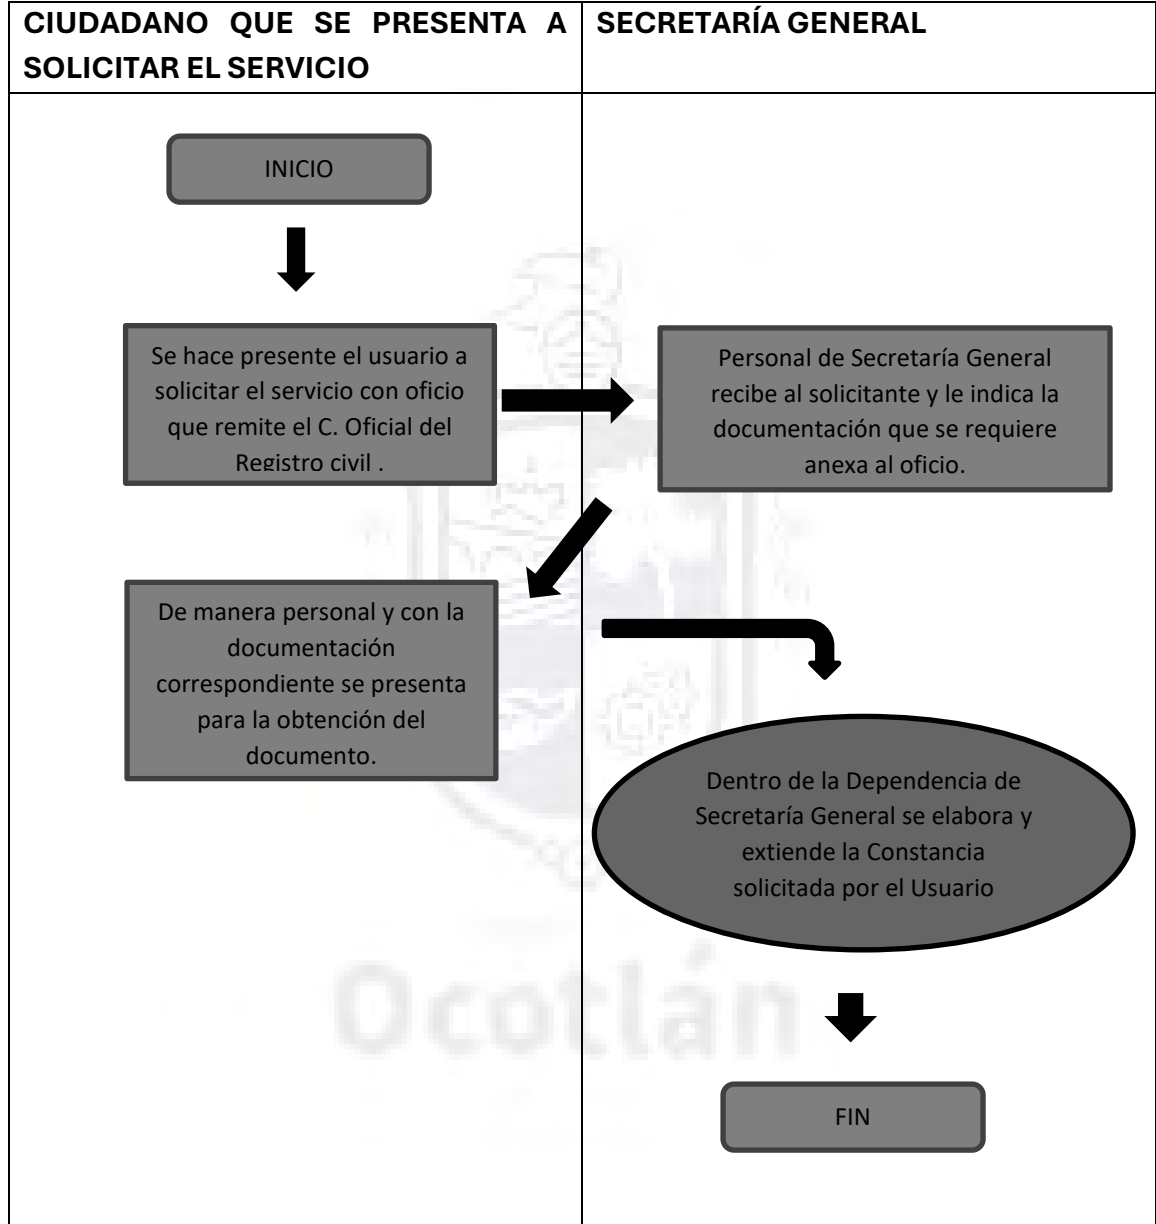 CIUDADANO QUE SE PRESENTA A
SOLICITAR EL SERVICIO
SECRETARÍA GENERAL
INICIO
Se hace presente el usuario a
solicitar el servicio con oficio
que remite el C. Oficial del
Registro civil .
Personal de Secretaría General
recibe al solicitante y le indica la
documentación que se requiere
anexa al oficio.
De manera personal y con la
documentación
correspondiente se presenta
para la obtención del
documento.
Dentro de la Dependencia de
Secretaría General se elabora y
extiende la Constancia
solicitada por el Usuario
Ocotlán
FIN